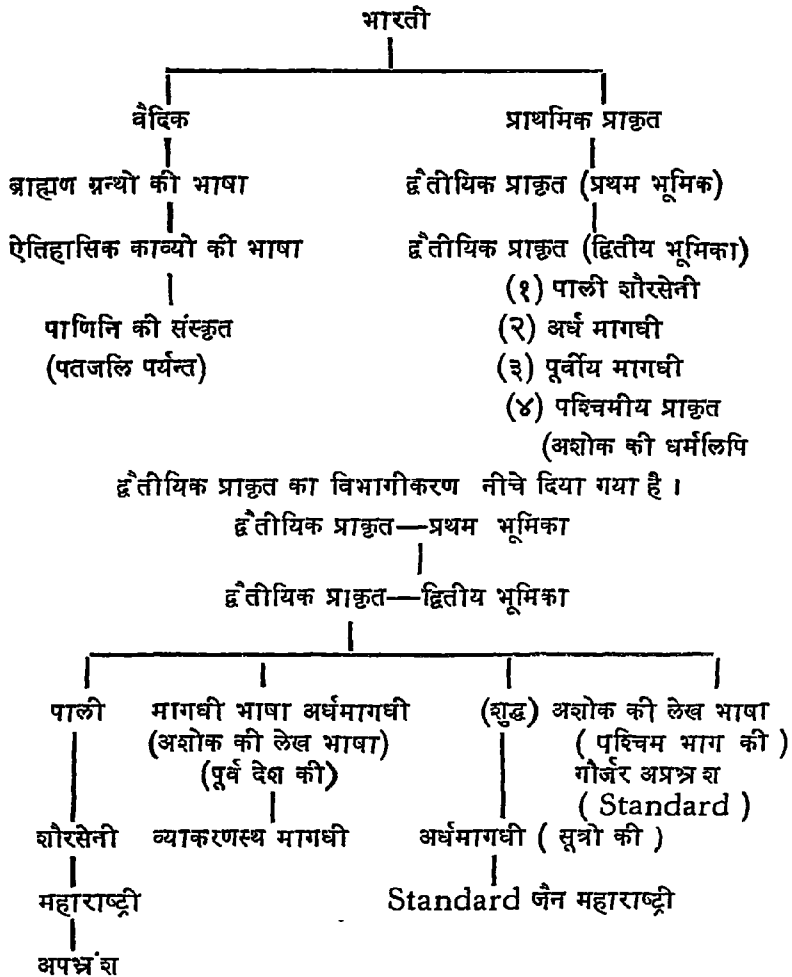 भारती
वैदिक प्राथमिक प्राकृत
ब्राह्मण ग्रन्थो की भाषा द्वैतीयिक प्राकृत (प्रथम भूमिक)
ऐतिहासिक काव्यो की भाषा द्वैतीयिक प्राकृत (द्वितीय भूमिका)
(१) पाली शौरसेनी
पाणिनि की संस्कृत (२) अर्ध मागधी
(पतजलि पर्यन्त) (३) पूर्वीय मागधी
(४) पश्चिमीय प्राकृत
(अशोक की धर्मलिपि
द्वैतीयिक प्राकृत का विभागीकरण नीचे दिया गया है ।
द्वैतीयिक प्राकृत—प्रथम भूमिका
द्वैतीयिक प्राकृत—द्वितीय भूमिका
पाली मागधी भाषा अर्धमागधी (शुद्ध) अशोक की लेख भाषा
(अशोक की लेख भाषा) ( पश्चिम भाग की )
(पूर्व देश की) गौर्जर अप्रभ्र श
( Standard )
शौरसेनी व्याकरणस्थ मागधी अर्धमागधी ( सूत्रो की )
महाराष्ट्री Standard जैन महाराष्ट्री
अपभ्रंश